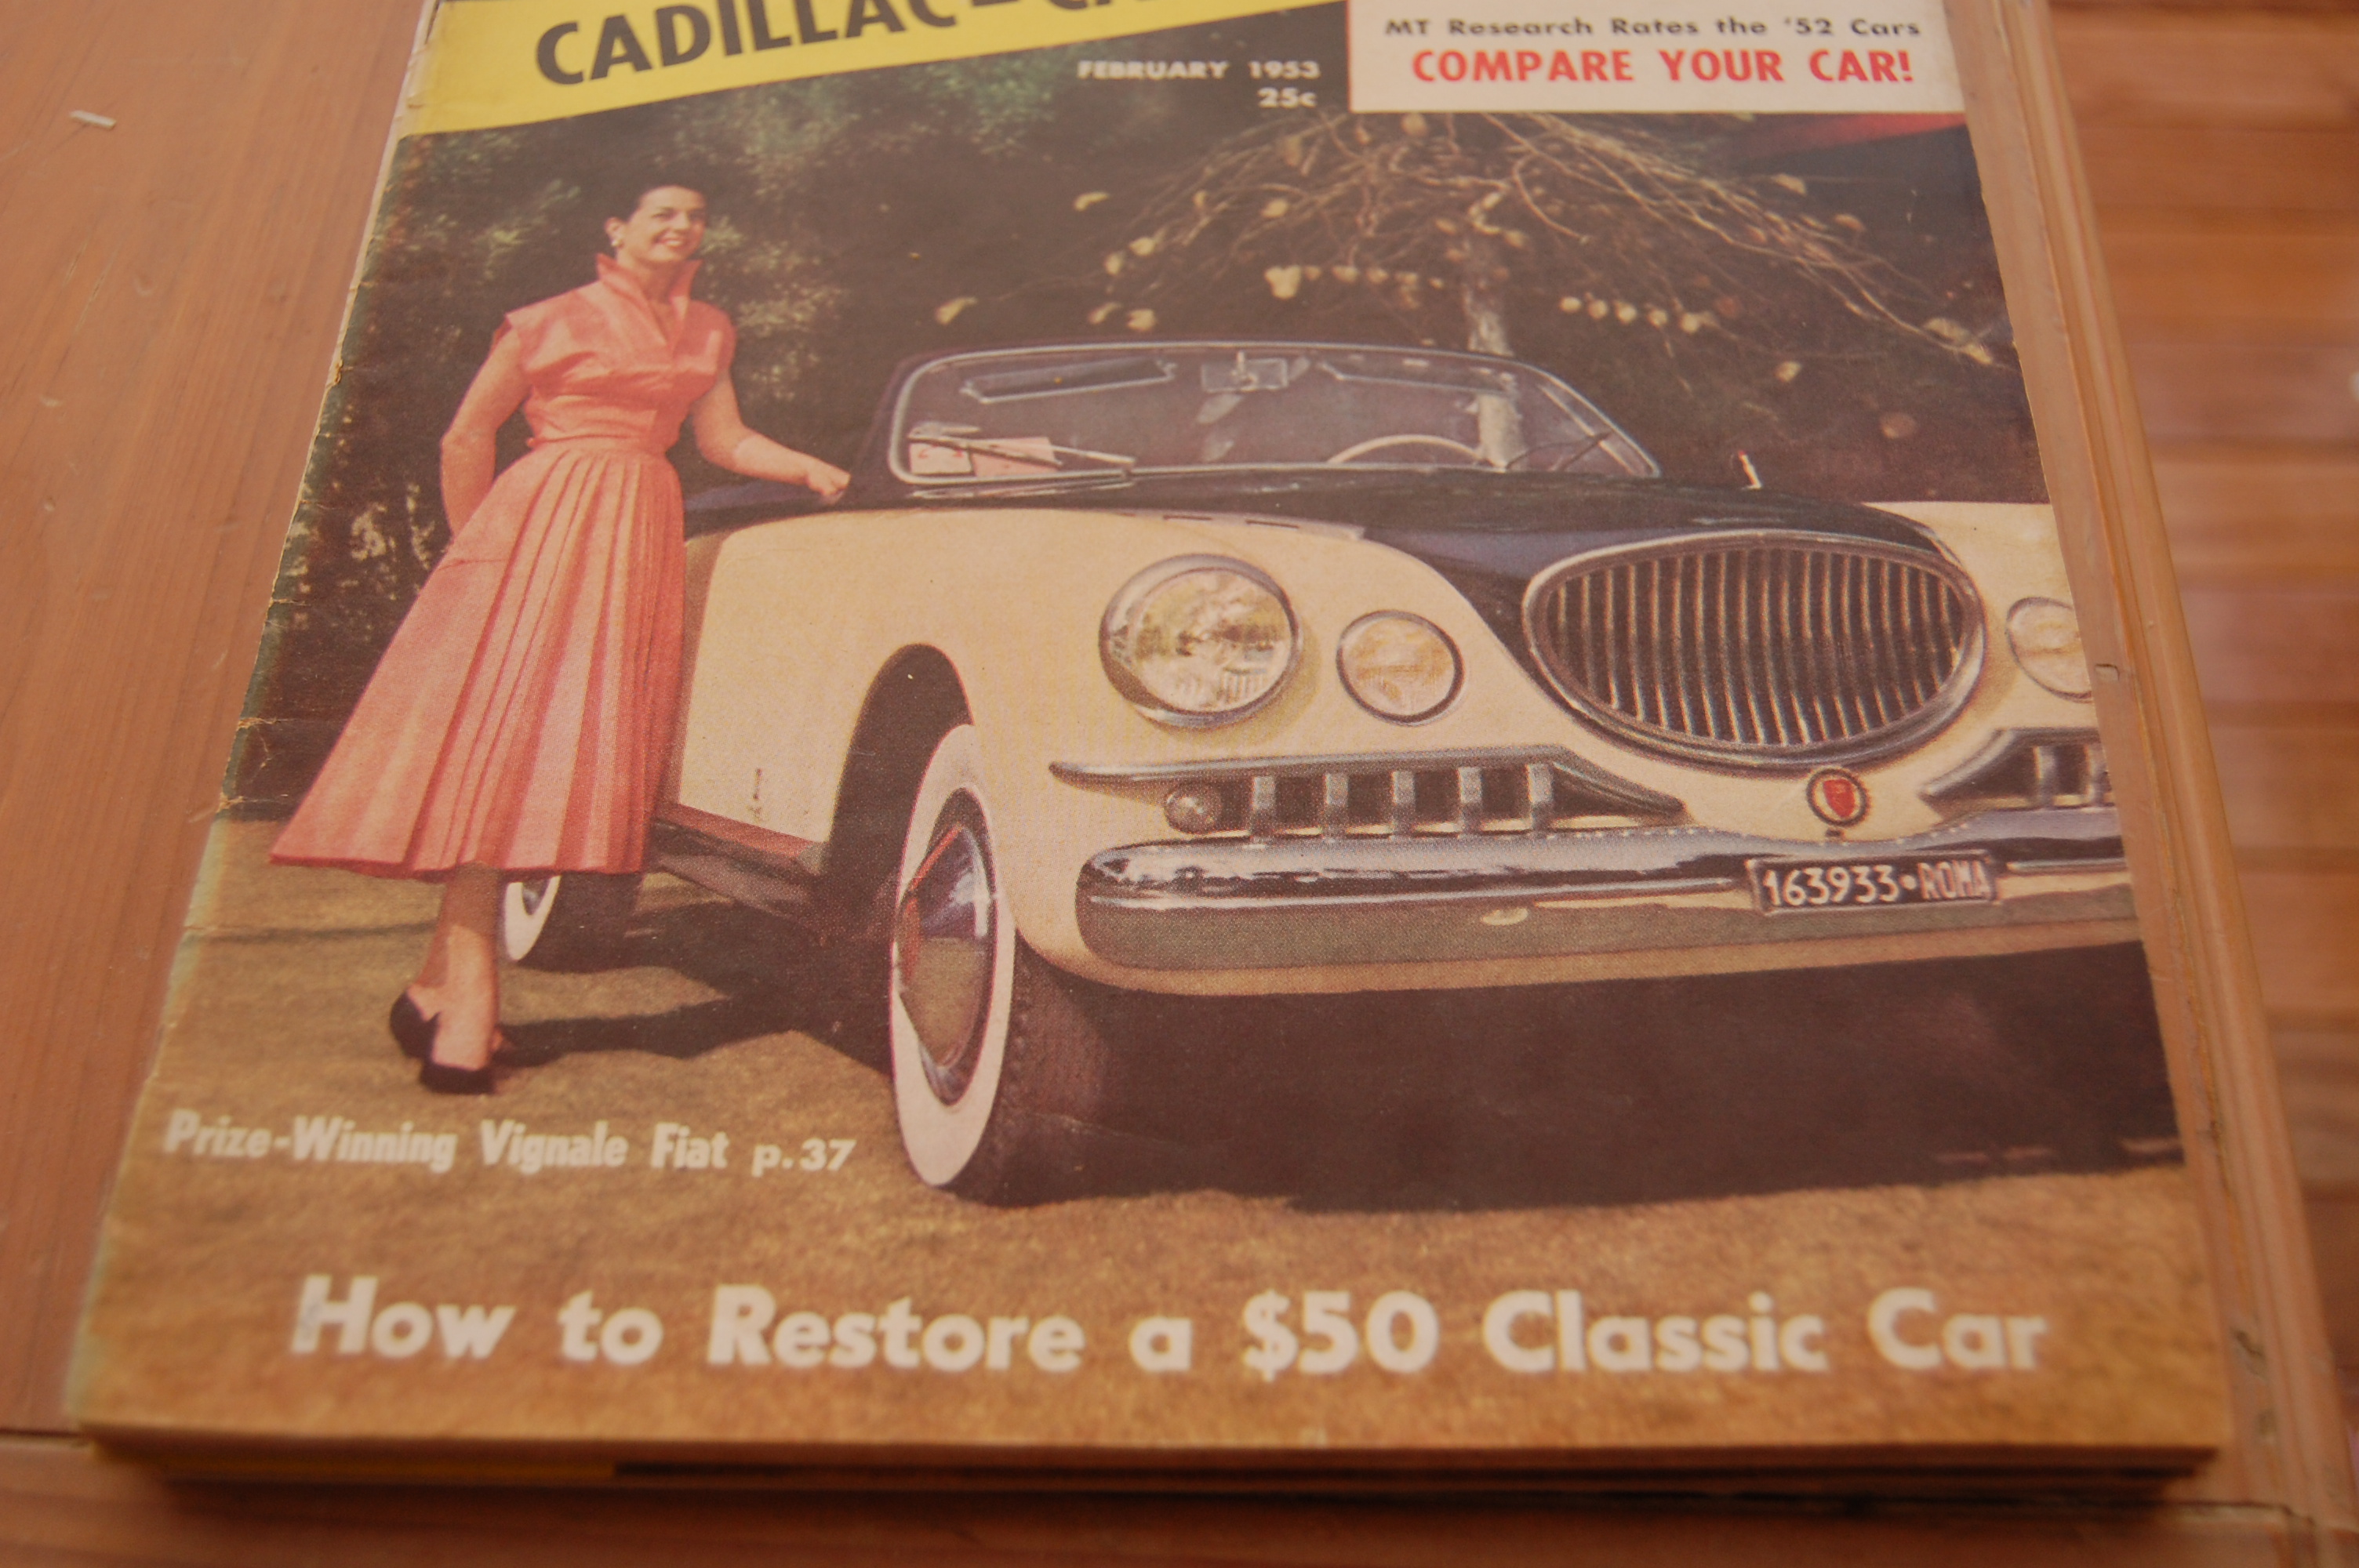 CADILLAC
MT Research Rates the '52 Cars
COMPARE YOUR CAR!
FEBRUARY 1953
25c
163933•ROMA
Prize-Winning Vignale Fiat p.37
How to Restore a $50 Classic Car